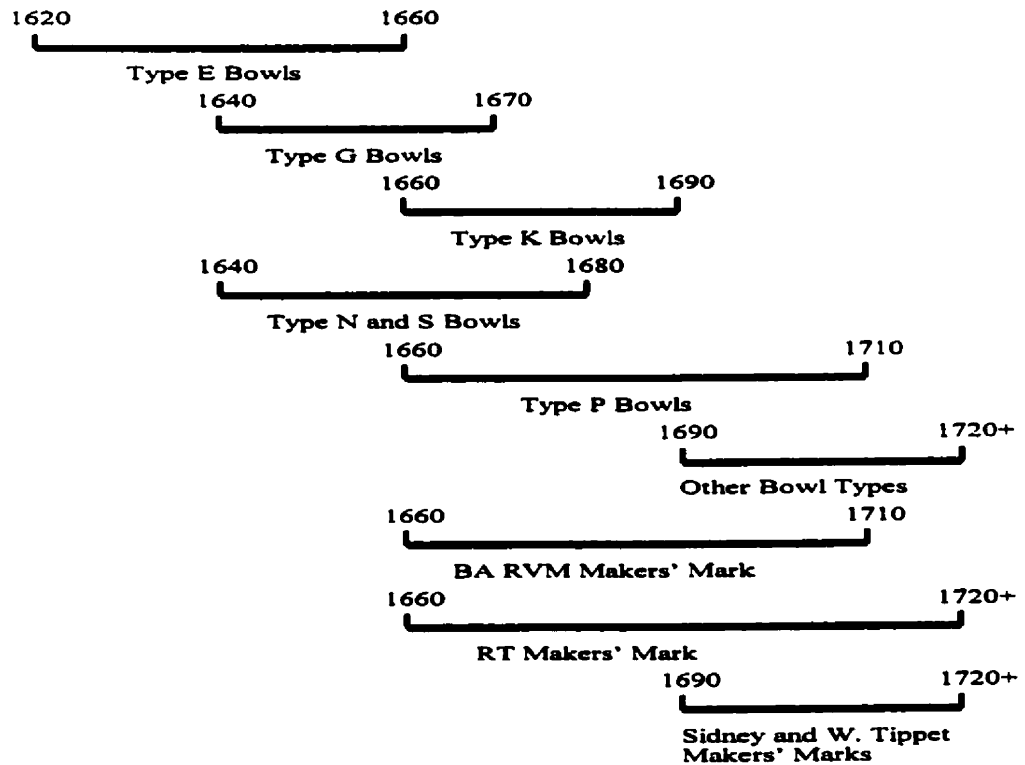 1620 1660
Type E Bowls
1640 1670
Type G Bowls
1660 1690
Type K Bowls
1640 1680
Type N and S Bowls
1660 1710
Type P Bowls
1690 1720+
Other Bowl Types
1660 1710
BA RVM Makers' Mark
1660 1720+
RT Makers' Mark
1690 1720+
Sidney and W. Tippet
Makers' Marks